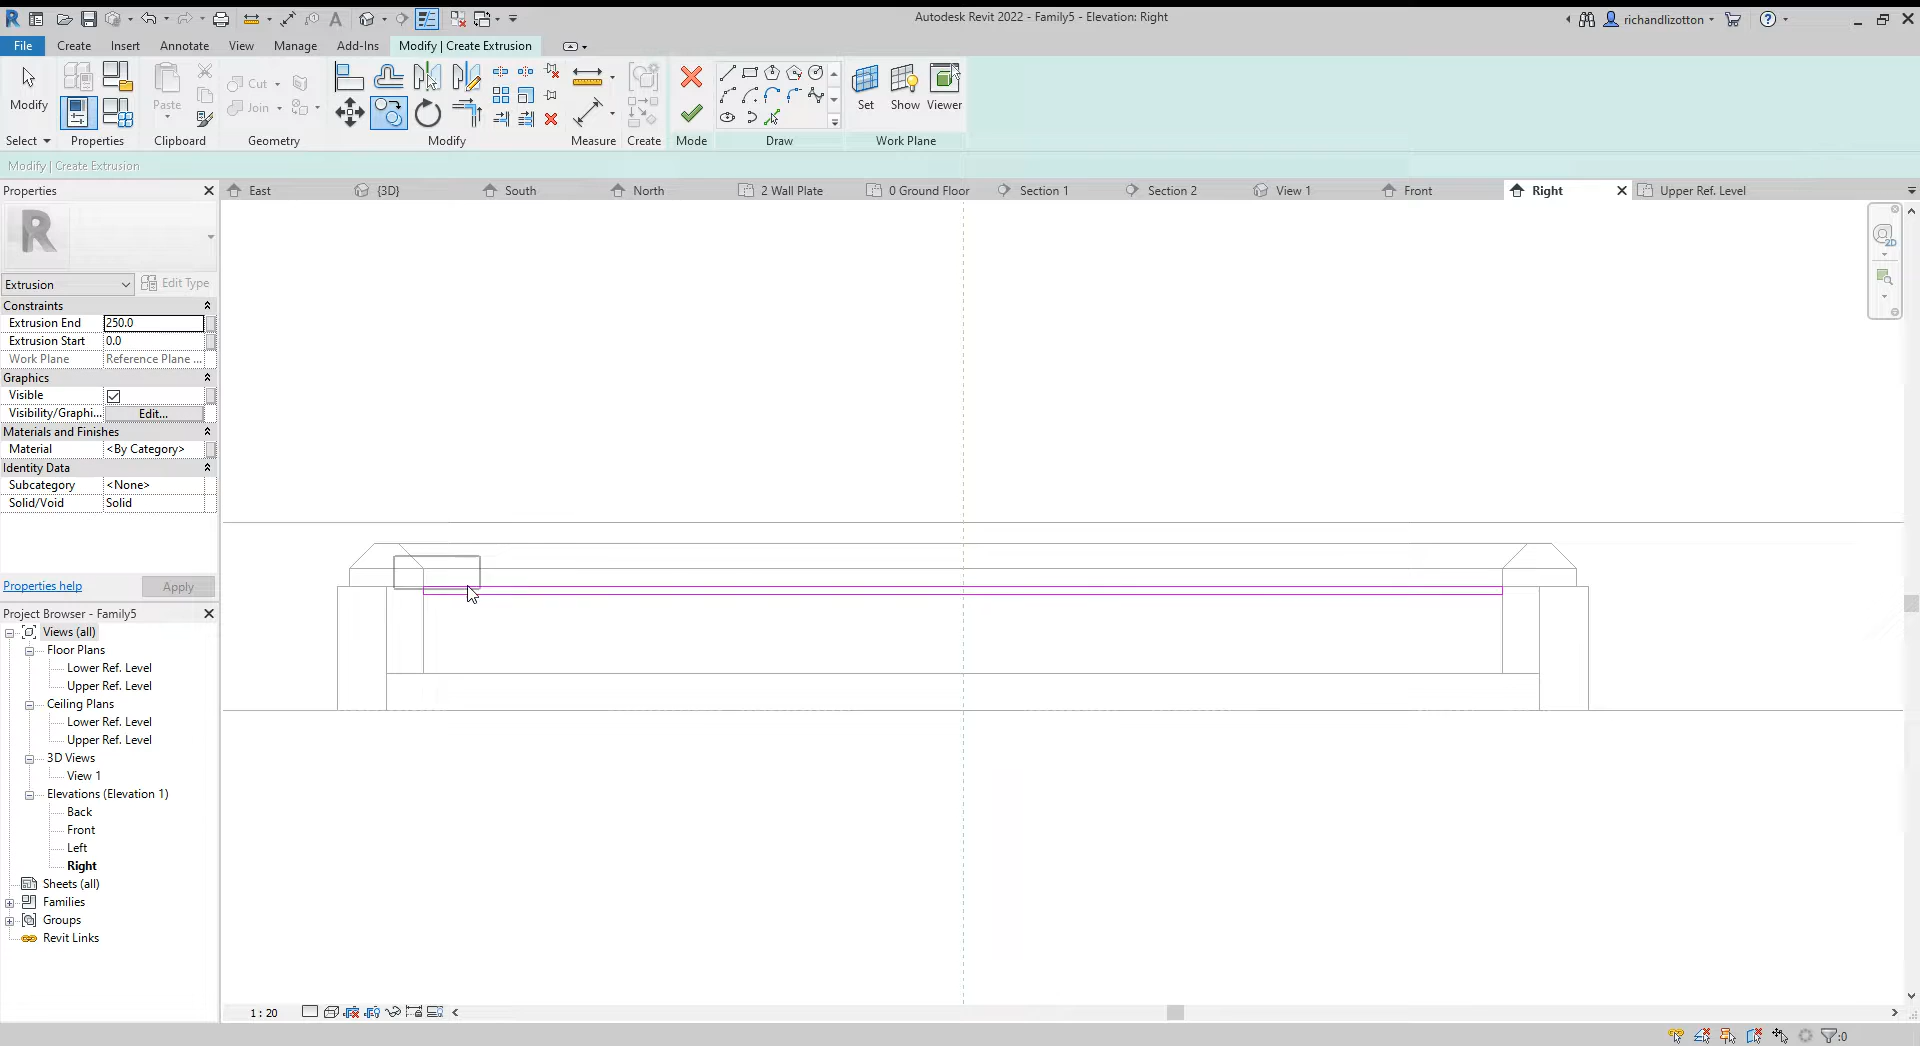 Autodesk Revit 2022 - Family5 - Elevation: Right
richandlizotton
File Create Insert Annotate View Manage Add-Ins Modify | Create Extrusion
Modify
Paste
Cut
Join
Set Show Viewer
Select Properties Clipboard Geometry Modify Measure Create Mode Draw Work Plane
Modify | Create Extrusion
Properties
East {3D} South North 2 Wall Plate 0 Ground Floor Section 1 Section 2 View 1 Front Right Upper Ref. Level
2D
Extrusion
Edit Type
Constraints
Extrusion End 250.0
Extrusion Start 0.0
Work Plane Reference Plane ...
Graphics
Visible
Visibility/Graphi... Edit...
Materials and Finishes
Material <By Category>
Identity Data
Subcategory <None>
Solid/Void Solid
Properties help
Apply
Project Browser - Family5
Views (all)
Floor Plans
Lower Ref. Level
Upper Ref. Level
Ceiling Plans
Lower Ref. Level
Upper Ref. Level
3D Views
View 1
Elevations (Elevation 1)
Back
Front
Left
Right
Sheets (all)
Families
Groups
Revit Links
1 : 20
:0